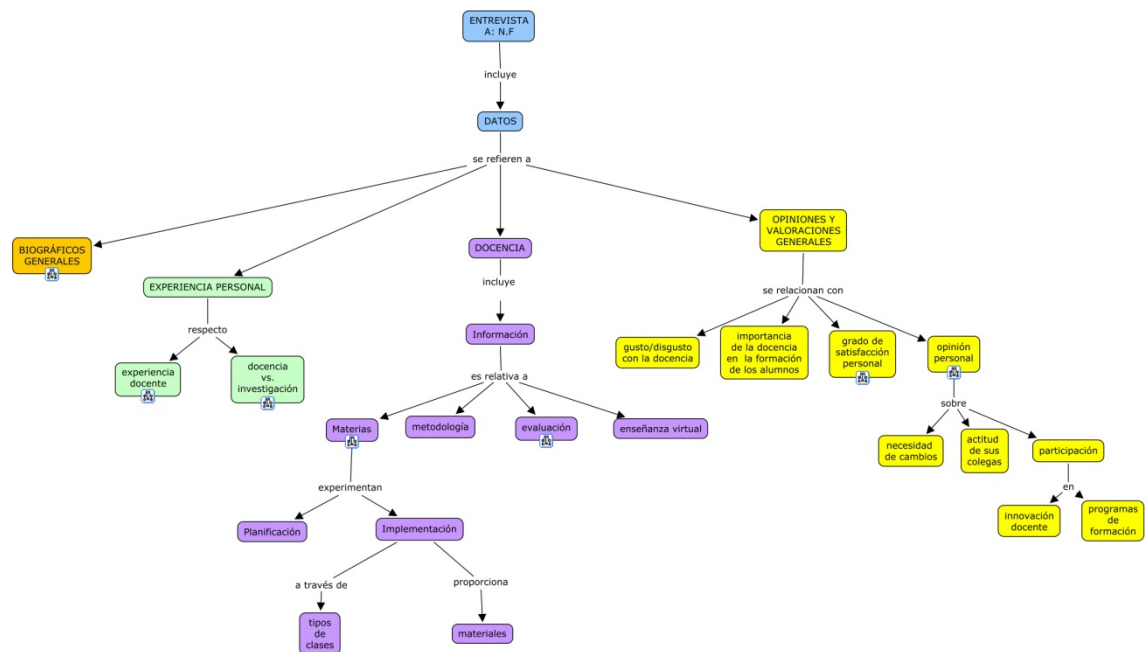 ENTREVISTA
A: N.F
incluye
DATOS
se refieren a
BIOGRÁFICOS
GENERALES
EXPERIENCIA PERSONAL
respecto
experiencia
docente
docencia
vs.
investigación
DOCENCIA
incluye
Información
es relativa a
Materias
metodología
evaluación
enseñanza virtual
experimentan
Planificación
Implementación
a través de
proporciona
tipos
de
clases
materiales
OPINIONES Y
VALORACIONES
GENERALES
se relacionan con
gusto/disgusto
con la docencia
importancia
de la docencia
en la formación
de los alumnos
grado de
satisfacción
personal
opinión
personal
sobre
necesidad
de cambios
actitud
de sus
colegas
participación
en
innovación
docente
programas
de
formación